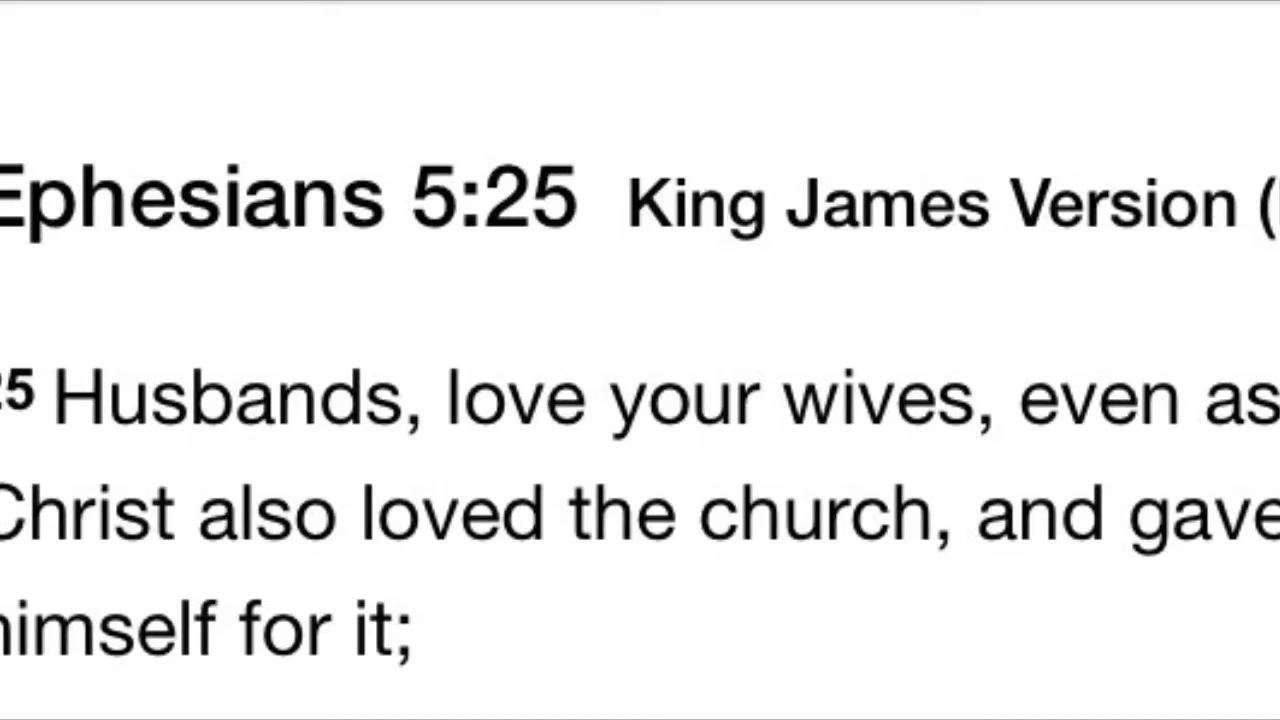 Ephesians 5:25 King James Version (
25 Husbands, love your wives, even as
Christ also loved the church, and gave
himself for it;